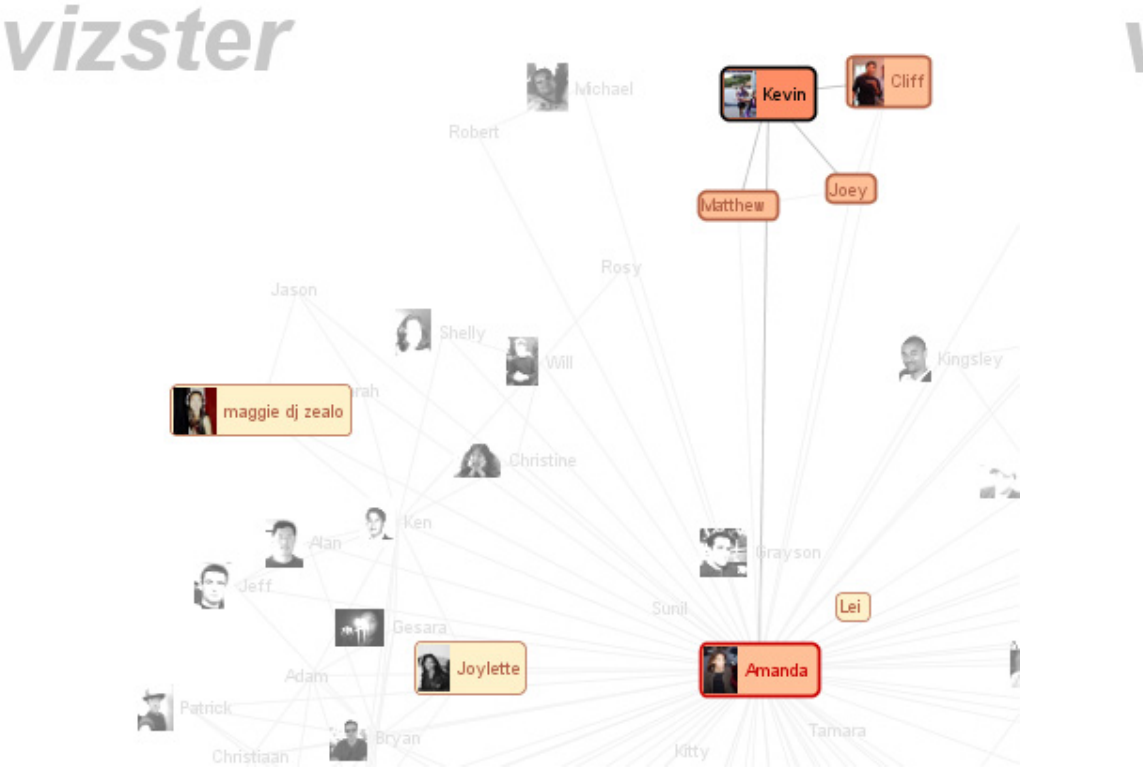 vizster
Michael
Kevin
Cliff
Robert
Matthew
Joey
Rosy
Jason
Shelly
Will
Kingsley
maggie dj zealo
Christine
Ken
Alan
Grayson
Jeff
Lei
Sunil
Gesara
Joylette
Amanda
Adam
Patrick
Tamara
Bryan
Kitty
Christiaan